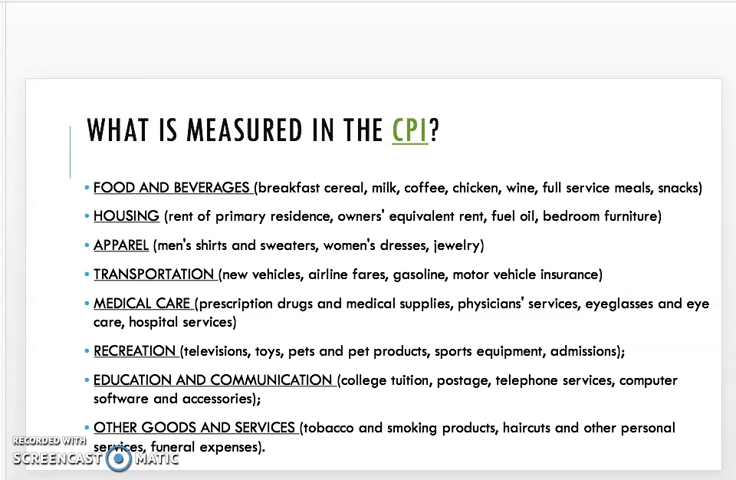 WHAT IS MEASURED IN THE CPI?
• FOOD AND BEVERAGES (breakfast cereal, milk, coffee, chicken, wine, full service meals, snacks)
• HOUSING (rent of primary residence, owners' equivalent rent, fuel oil, bedroom furniture)
• APPAREL (men's shirts and sweaters, women's dresses, jewelry)
• TRANSPORTATION (new vehicles, airline fares, gasoline, motor vehicle insurance)
• MEDICAL CARE (prescription drugs and medical supplies, physicians' services, eyeglasses and eye
care, hospital services)
• RECREATION (televisions, toys, pets and pet products, sports equipment, admissions);
• EDUCATION AND COMMUNICATION (college tuition, postage, telephone services, computer
software and accessories);
• OTHER GOODS AND SERVICES (tobacco and smoking products, haircuts and other personal
services, funeral expenses).
RECORDED WITH
SCREENCAST MATIC